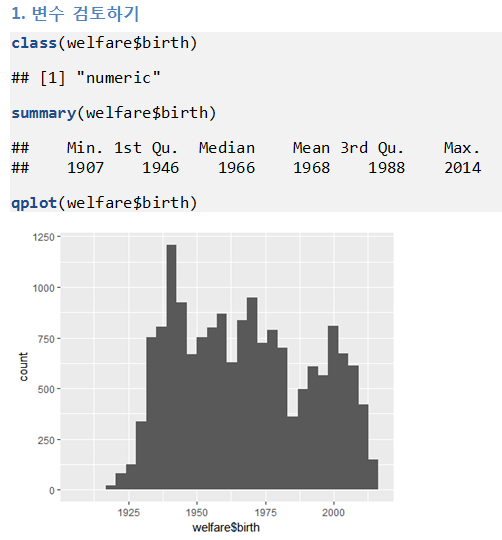 1. 변수 검토하기
class(welfare$birth)
## [1] "numeric"
summary(welfare$birth)
##    Min. 1st Qu.  Median    Mean 3rd Qu.    Max.
##    1907    1946    1966    1968    1988    2014
qplot(welfare$birth)
1250
1000
750
500
250
0
count
1925 1950 1975 2000
welfare$birth